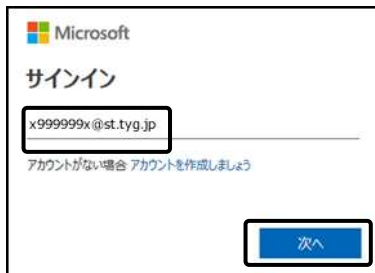 Microsoft
サインイン
x999999x@st.tyg.jp
アカウントがない場合 アカウントを作成しましょう
次へ